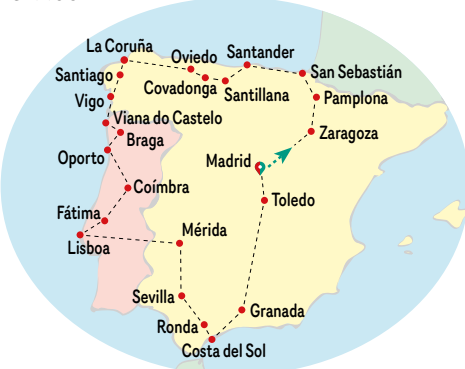 La Coruña
Oviedo
Santander
Santiago
Covadonga
Santillana
San Sebastián
Vigo
Pamplona
Viana do Castelo
Braga
Zaragoza
Oporto
Madrid
Coímbra
Toledo
Fátima
Mérida
Lisboa
Sevilla
Granada
Ronda
Costa del Sol